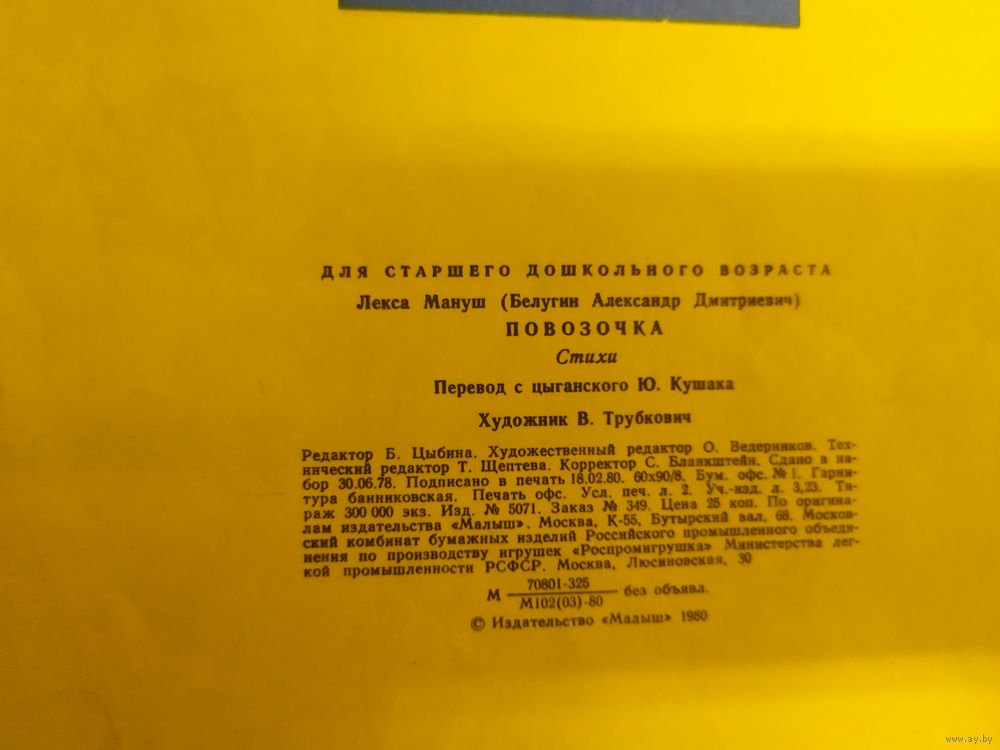 ДЛЯ СТАРШЕГО ДОШКОЛЬНОГО ВОЗРАСТА
Лекса Мануш (Белугин Александр Дмитриевич)
ПОВОЗОЧКА
Стихи
Перевод с цыганского Ю. Кушака
Художник В. Трубкович
Редактор Б. Цыбина. Художественный редактор О. Ведерников. Тех-
нический редактор Т. Щептева. Корректор С. Бланкштейн. Сдано в на-
бор 30.06.78. Подписано в печать 18.02.80. 60х90/8. Бум. офс. № 1. Гарни-
тура банниковская. Печать офс. Усл. печ. л. 2. Уч.-изд. л. 3,23. Ти-
раж 300 000 экз. Изд. № 5071. Заказ № 349. Цена 25 коп. По оригина-
лам издательства «Малыш». Москва, К-55, Бутырский вал, 68. Москов-
ский комбинат бумажных изделий Российского промышленного объеди-
нения по производству игрушек «Роспромигрушка» Министерства лег-
кой промышленности РСФСР. Москва, Люсиновская, 30
М 70801-325 без объявл.
М102(03)-80
© Издательство «Малыш» 1980
www.ay.by